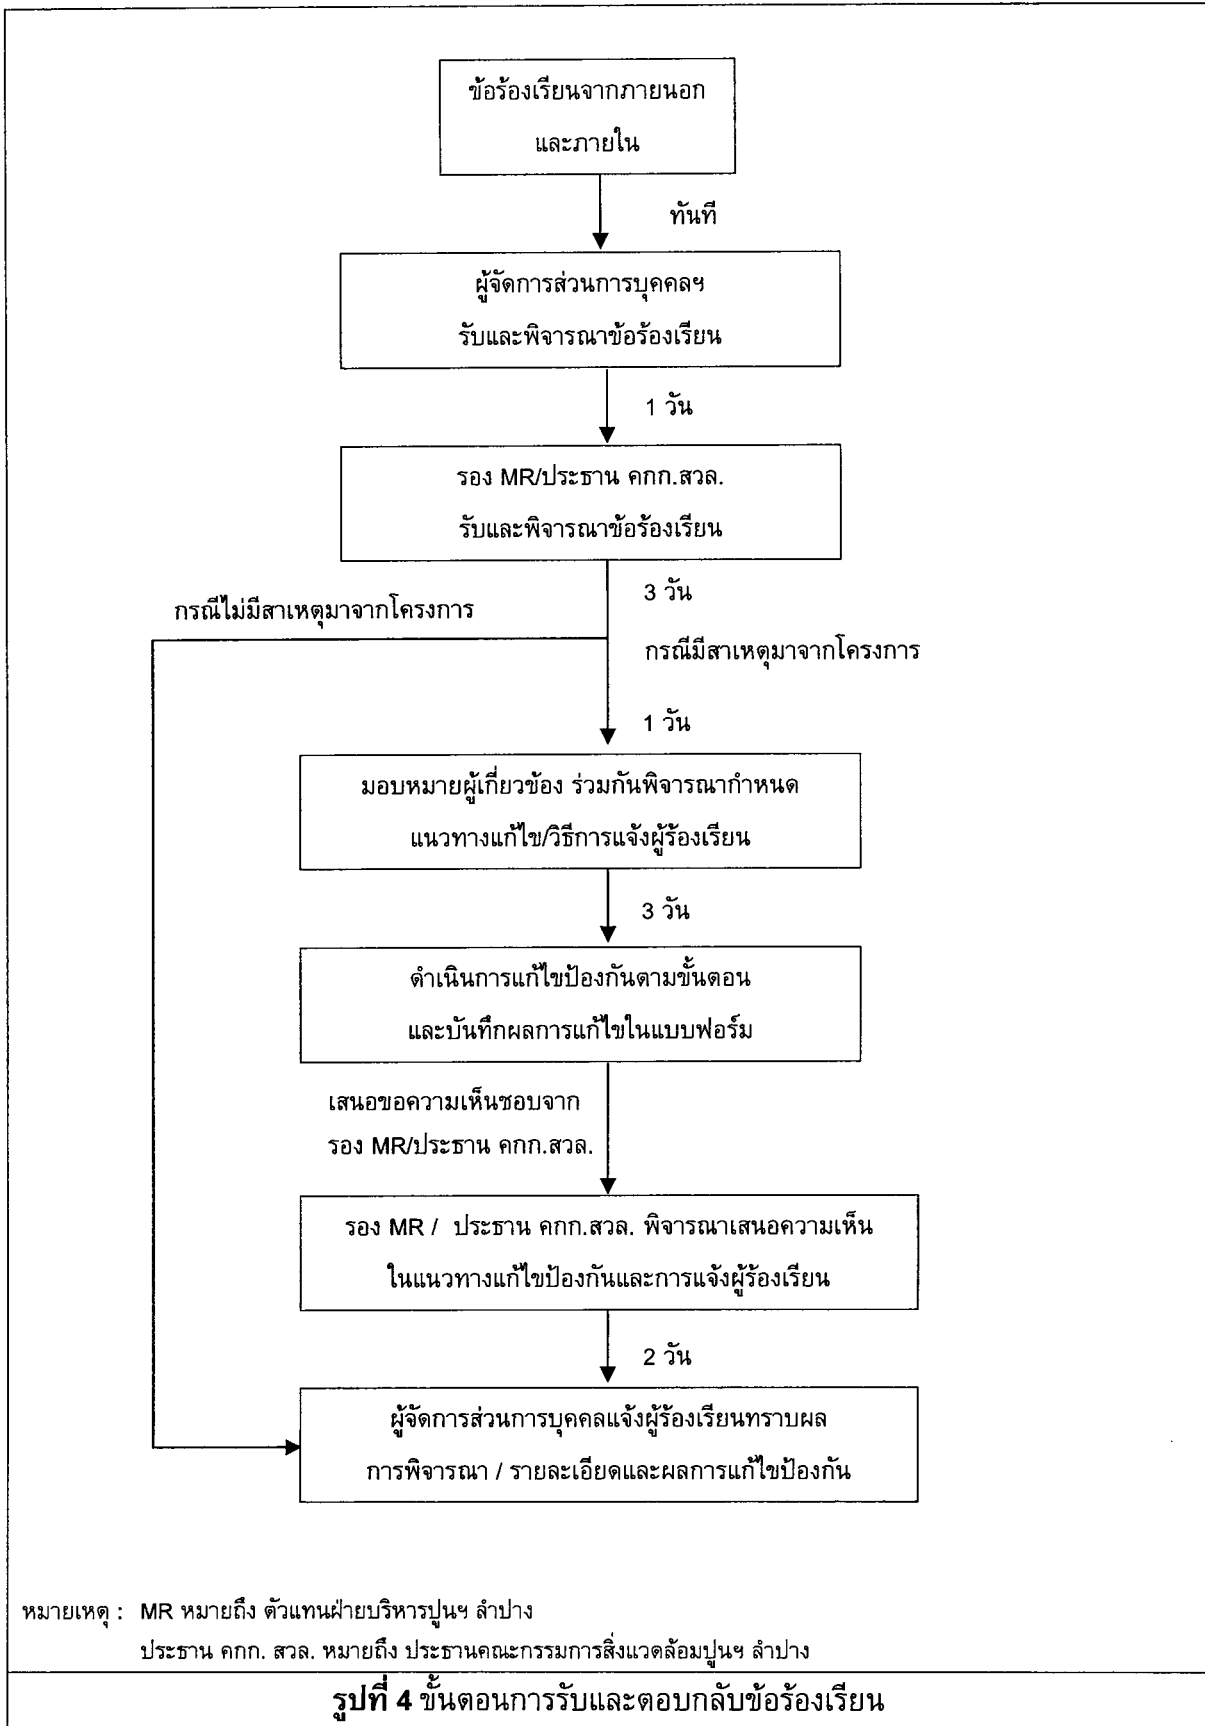 ข้อร้องเรียนจากภายนอก
และภายใน
ทันที
ผู้จัดการส่วนการบุคคลฯ
รับและพิจารณาข้อร้องเรียน
1 วัน
รอง MR/ประธาน คกก.สวล.
รับและพิจารณาข้อร้องเรียน
3 วัน
กรณีไม่มีสาเหตุมาจากโครงการ
กรณีมีสาเหตุมาจากโครงการ
1 วัน
มอบหมายผู้เกี่ยวข้อง ร่วมกันพิจารณากำหนด
แนวทางแก้ไข/วิธีการแจ้งผู้ร้องเรียน
3 วัน
ดำเนินการแก้ไขป้องกันตามขั้นตอน
และบันทึกผลการแก้ไขในแบบฟอร์ม
เสนอขอความเห็นชอบจาก
รอง MR/ประธาน คกก.สวล.
รอง MR / ประธาน คกก.สวล. พิจารณาเสนอความเห็น
ในแนวทางแก้ไขป้องกันและการแจ้งผู้ร้องเรียน
2 วัน
ผู้จัดการส่วนการบุคคลแจ้งผู้ร้องเรียนทราบผล
การพิจารณา / รายละเอียดและผลการแก้ไขป้องกัน
หมายเหตุ : MR หมายถึง ตัวแทนฝ่ายบริหารปูนฯ ลำปาง
ประธาน คกก. สวล. หมายถึง ประธานคณะกรรมการสิ่งแวดล้อมปูนฯ ลำปาง
รูปที่ 4 ขั้นตอนการรับและตอบกลับข้อร้องเรียน